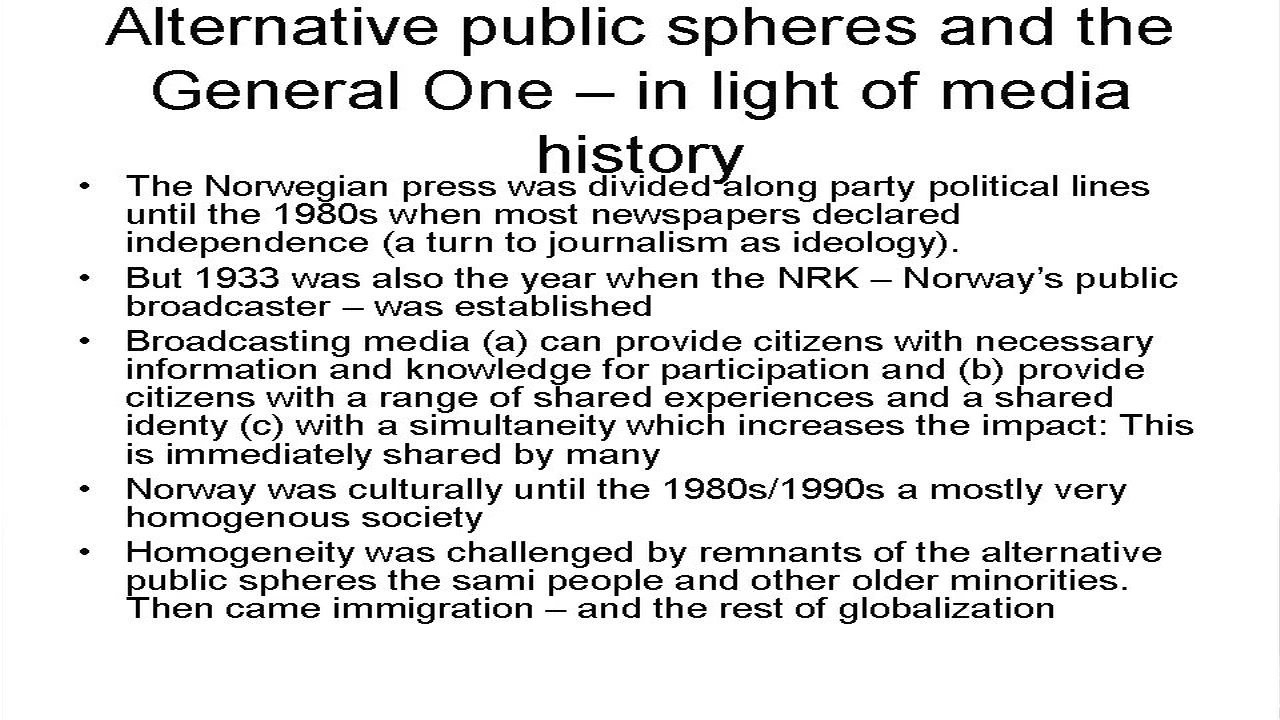 Alternative public spheres and the
General One – in light of media
history
• The Norwegian press was divided along party political lines
until the 1980s when most newspapers declared
independence (a turn to journalism as ideology).
• But 1933 was also the year when the NRK – Norway’s public
broadcaster – was established
• Broadcasting media (a) can provide citizens with necessary
information and knowledge for participation and (b) provide
citizens with a range of shared experiences and a shared
identy (c) with a simultaneity which increases the impact: This
is immediately shared by many
• Norway was culturally until the 1980s/1990s a mostly very
homogenous society
• Homogeneity was challenged by remnants of the alternative
public spheres the sami people and other older minorities.
Then came immigration – and the rest of globalization